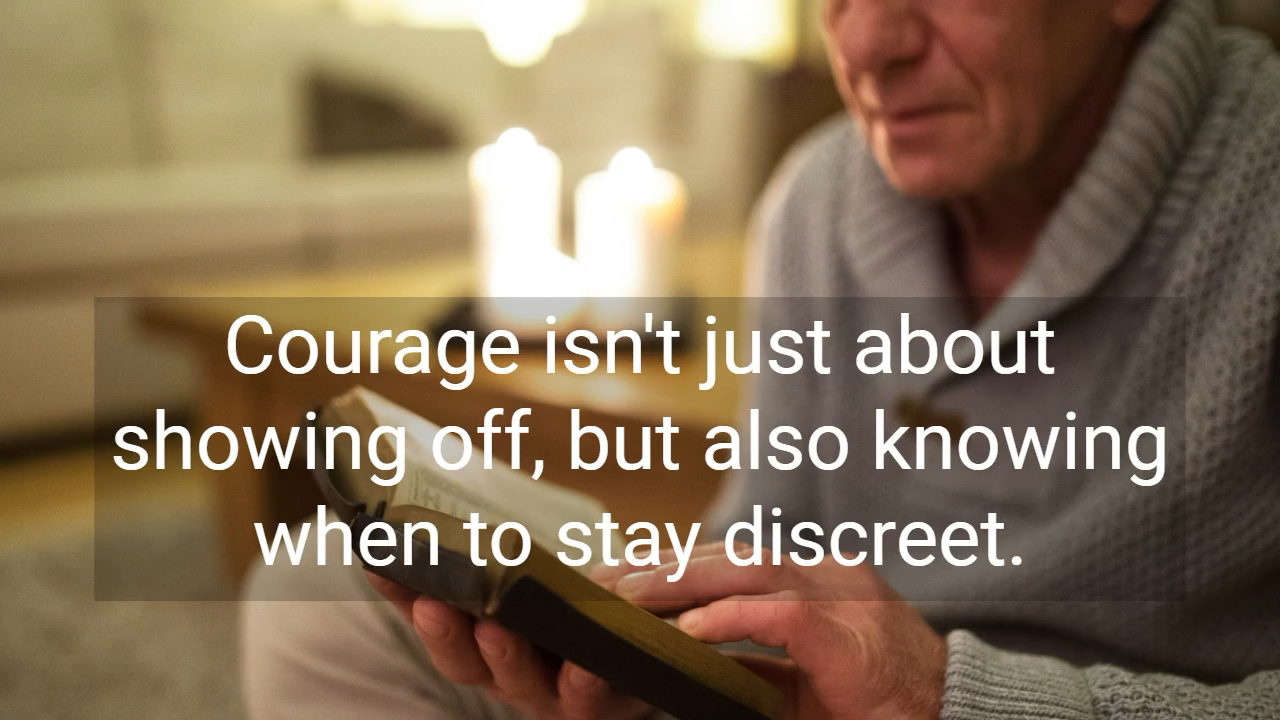 Courage isn't just about
showing off, but also knowing
when to stay discreet.